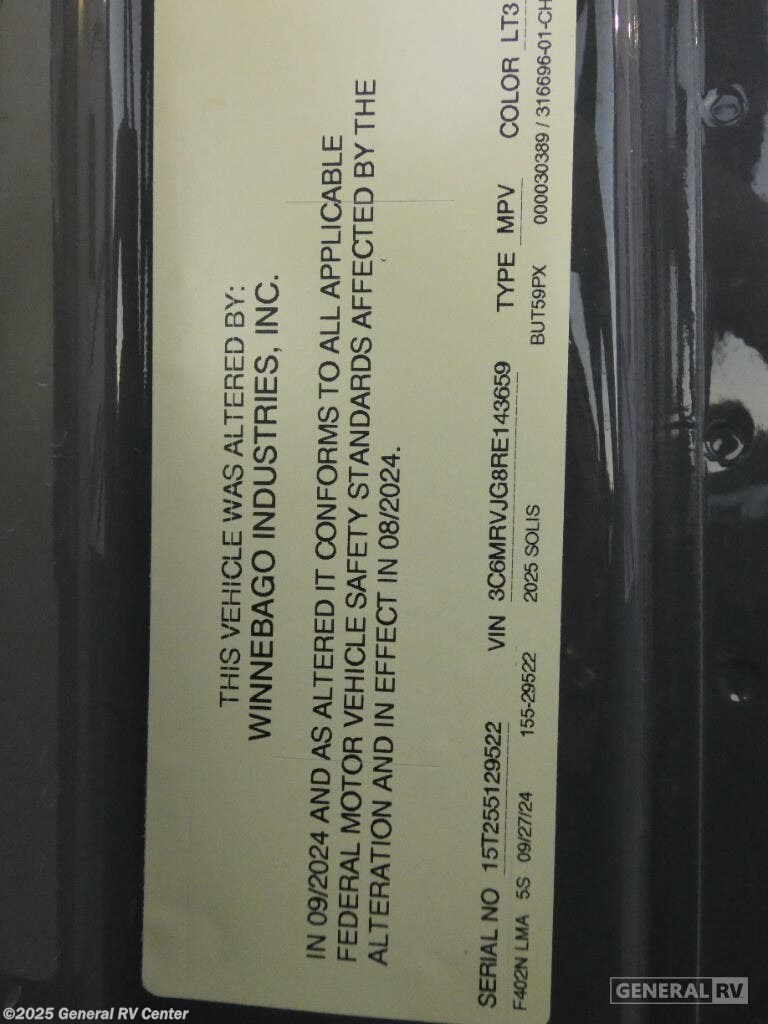 THIS VEHICLE WAS ALTERED BY:
WINNEBAGO INDUSTRIES, INC.
IN 09/2024 AND AS ALTERED IT CONFORMS TO ALL APPLICABLE
FEDERAL MOTOR VEHICLE SAFETY STANDARDS AFFECTED BY THE
ALTERATION AND IN EFFECT IN 08/2024.
SERIAL NO 15T255129522 VIN 3C6MRVJG8RE143659 TYPE MPV COLOR LT3
F402N LMA 5S 09/27/24 155-29522 2025 SOLIS BUT59PX 000030389 / 316696-01-CH
GENERAL RV
©2025 General RV Center